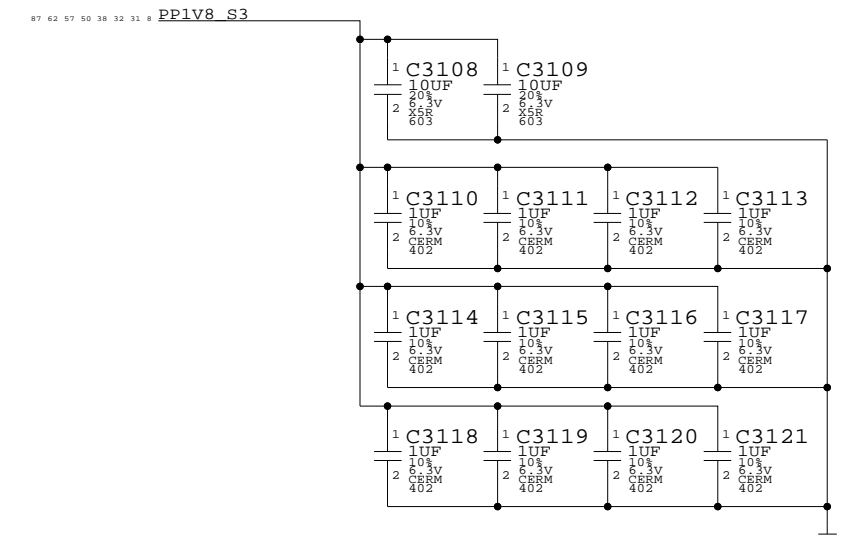 87 62 57 50 38 32 31 8 PP1V8_S3
1 C3108 1 C3109
10UF 10UF
20% 20%
6.3V 6.3V
2 X5R 2 X5R
603 603
1 C3110 1 C3111 1 C3112 1 C3113
1UF 1UF 1UF 1UF
10% 10% 10% 10%
6.3V 6.3V 6.3V 6.3V
2 CERM 2 CERM 2 CERM 2 CERM
402 402 402 402
1 C3114 1 C3115 1 C3116 1 C3117
1UF 1UF 1UF 1UF
10% 10% 10% 10%
6.3V 6.3V 6.3V 6.3V
2 CERM 2 CERM 2 CERM 2 CERM
402 402 402 402
1 C3118 1 C3119 1 C3120 1 C3121
1UF 1UF 1UF 1UF
10% 10% 10% 10%
6.3V 6.3V 6.3V 6.3V
2 CERM 2 CERM 2 CERM 2 CERM
402 402 402 402